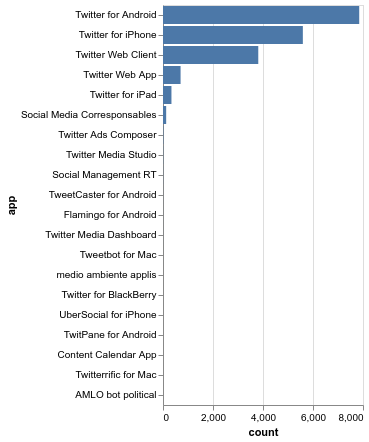 Twitter for Android
Twitter for iPhone
Twitter Web Client
Twitter Web App
Twitter for iPad
Social Media Corresponsables
Twitter Ads Composer
Twitter Media Studio
Social Management RT
TweetCaster for Android
Flamingo for Android
Twitter Media Dashboard
Tweetbot for Mac
medio ambiente applis
Twitter for BlackBerry
UberSocial for iPhone
TwitPane for Android
Content Calendar App
Twitterrific for Mac
AMLO bot political
app
0 2,000 4,000 6,000 8,000
count